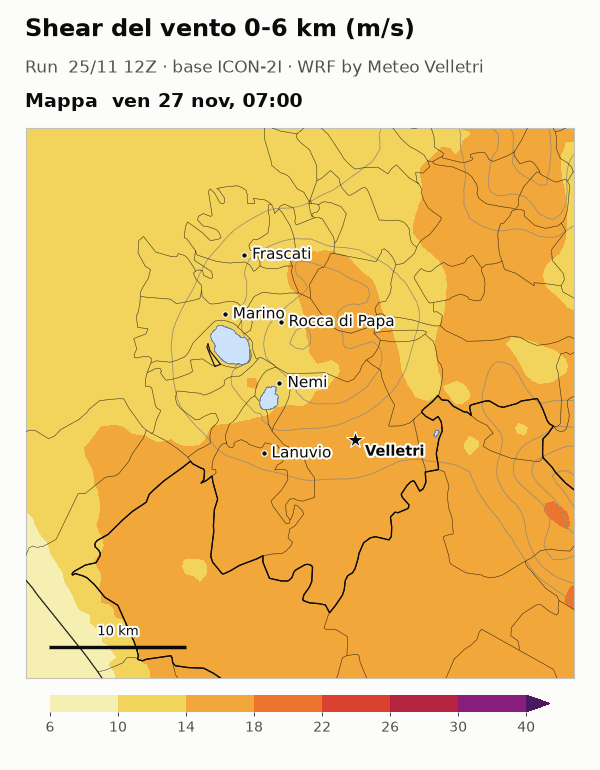 Shear del vento 0-6 km (m/s)
Run  25/11 12Z · base ICON-2I · WRF by Meteo Velletri
Mappa  ven 27 nov, 07:00
Frascati
Marino
Rocca di Papa
Nemi
Velletri
Lanuvio
10 km
6 10 14 18 22 26 30 40